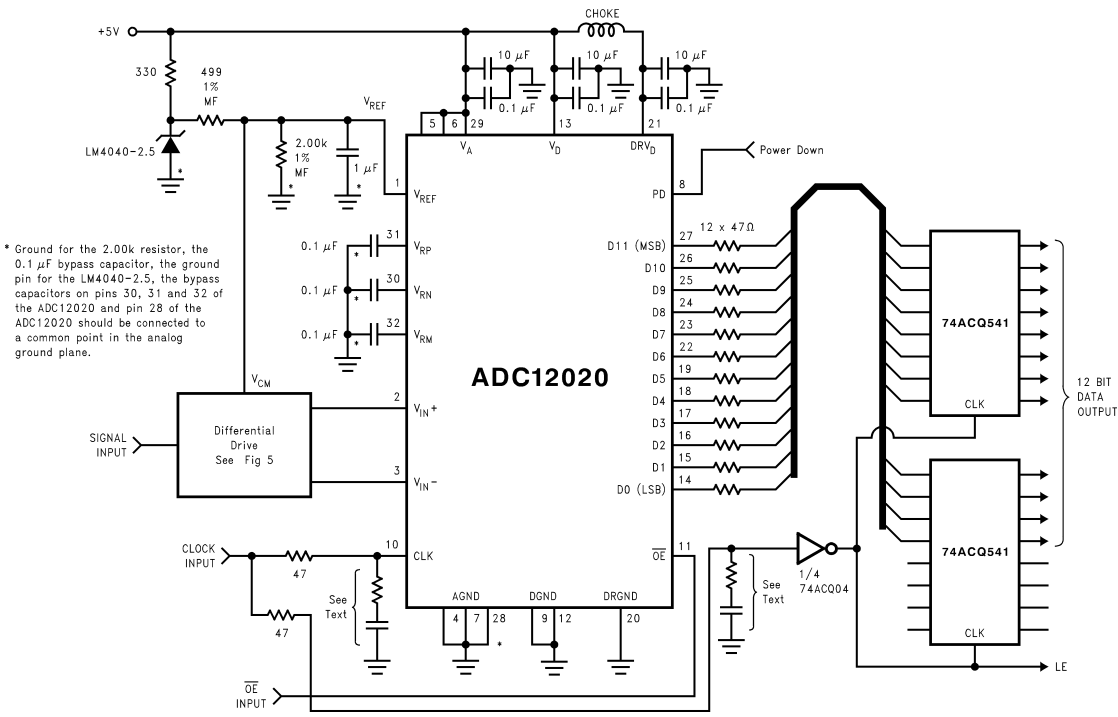 CHOKE
+5V
10 µF
10 µF
10 µF
330
499
1%
MF
0.1 µF
0.1 µF
0.1 µF
V_REF
5 6 29
13
21
V_A
V_D
DRV_D
LM4040-2.5
*
2.00k
1%
MF
*
1 µF
*
Power Down
1
V_REF
8
PD
12 x 47Ω
* Ground for the 2.00k resistor, the
0.1 µF bypass capacitor, the ground
pin for the LM4040-2.5, the bypass
capacitors on pins 30, 31 and 32 of
the ADC12020 and pin 28 of the
ADC12020 should be connected to
a common point in the analog
ground plane.
0.1 µF
*
31
V_RP
0.1 µF
*
30
V_RN
0.1 µF
*
32
V_RM
D11 (MSB) 27
D10 26
D9 25
D8 24
D7 23
D6 22
D5 19
D4 18
D3 17
D2 16
D1 15
D0 (LSB) 14
ADC12020
74ACQ541
CLK
12 BIT
DATA
OUTPUT
V_CM
SIGNAL
INPUT
Differential
Drive
See Fig 5
2
V_IN+
3
V_IN−
CLOCK
INPUT
47
10
CLK
O̅E̅
11
See
Text
47
AGND
DGND
DRGND
4 7 28
*
9 12
20
See
Text
1/4
74ACQ04
74ACQ541
CLK
LE
O̅E̅
INPUT